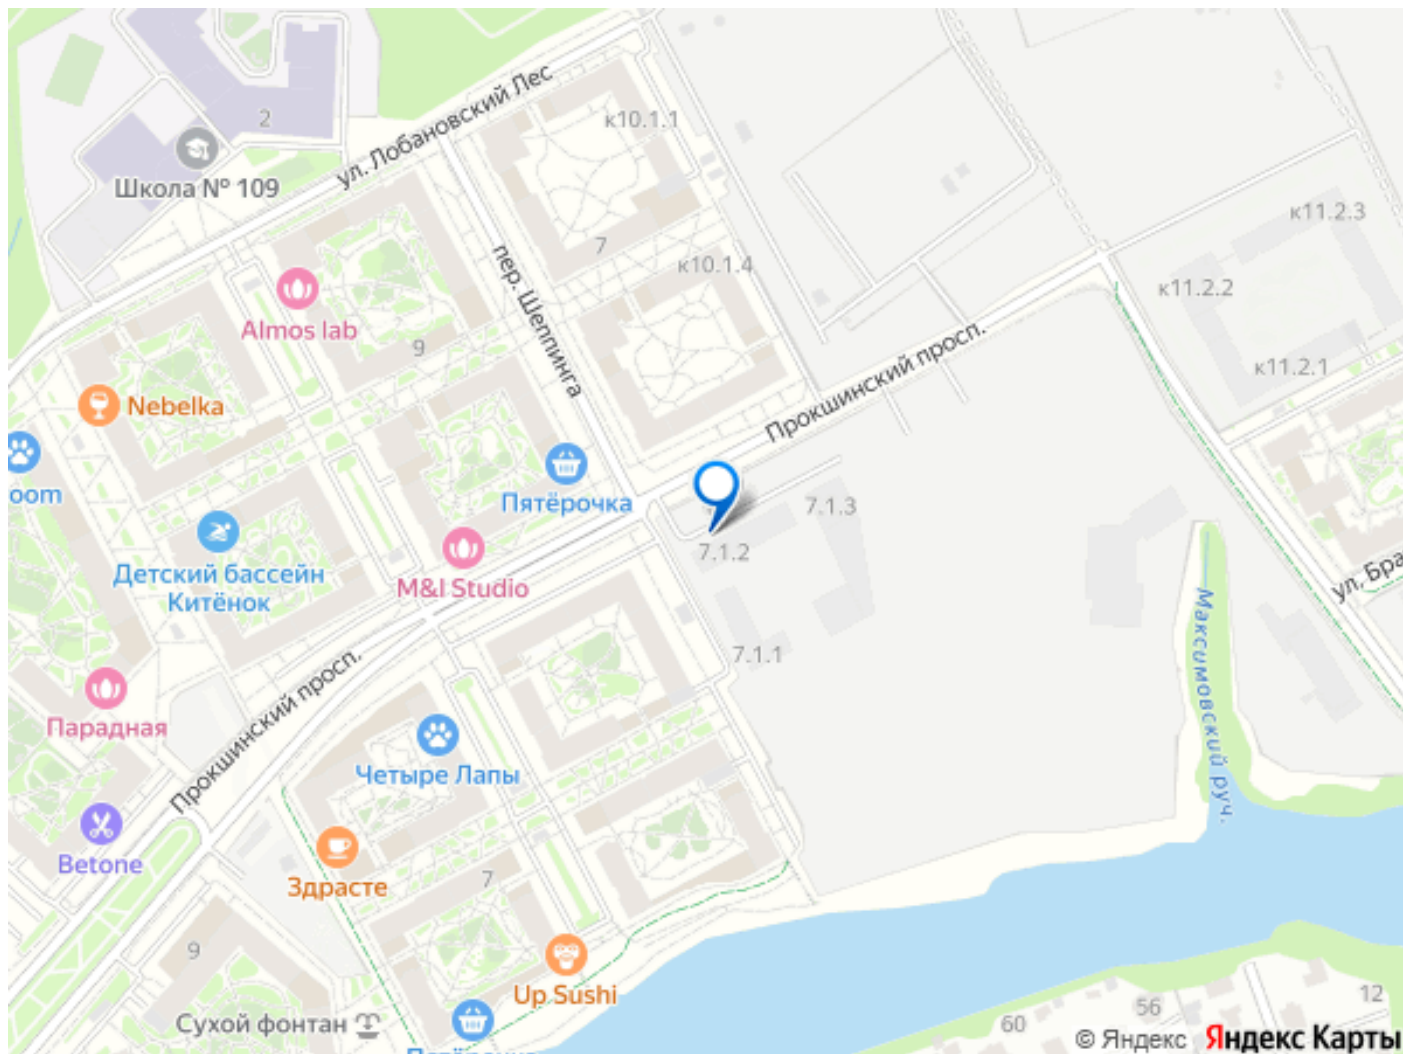 ул. Лобановский Лес
к10.1.1
2
Школа № 109
7
к10.1.4
пер. Шеппинга
к11.2.3
к11.2.2
к11.2.1
Almos lab
9
Nebelka
Прокшинский просп.
oom
Пятёрочка
7.1.3
7.1.2
M&I Studio
Детский бассейн
Китёнок
ул. Бра
Максимовский руч.
7.1.1
Прокшинский просп.
Парадная
Четыре Лапы
Betone
Здрасте
7
9
Up Sushi
Сухой фонтан
60
56
12
© Яндекс Яндекс Карты